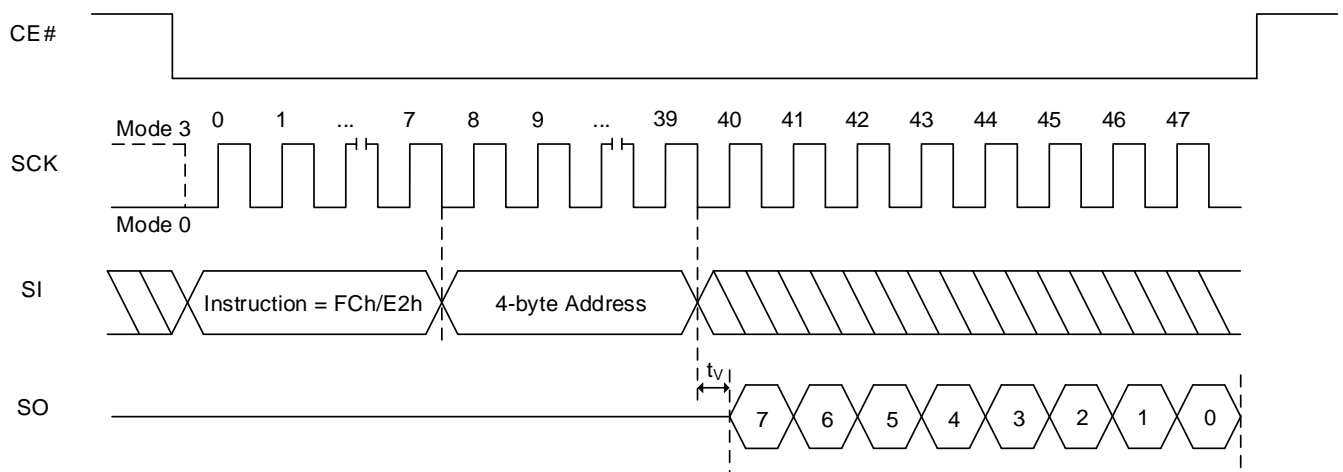 CE#
0 1 ... 7 8 9 ... 39 40 41 42 43 44 45 46 47
Mode 3
SCK
Mode 0
SI
Instruction = FCh/E2h
4-byte Address
tV
SO
7 6 5 4 3 2 1 0